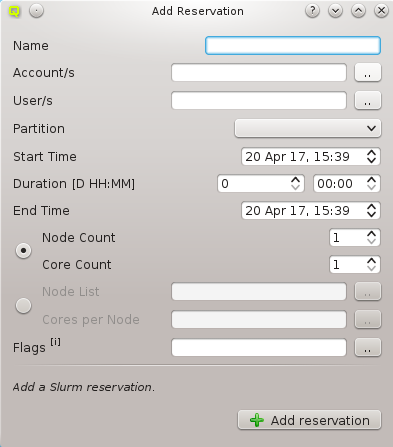 Add Reservation
Name
Account/s ..
User/s ..
Partition
Start Time 20 Apr 17, 15:39
Duration [D HH:MM] 0 00:00
End Time 20 Apr 17, 15:39
Node Count 1
Core Count 1
Node List ..
Cores per Node ..
Flags [i] ..
Add a Slurm reservation.
Add reservation